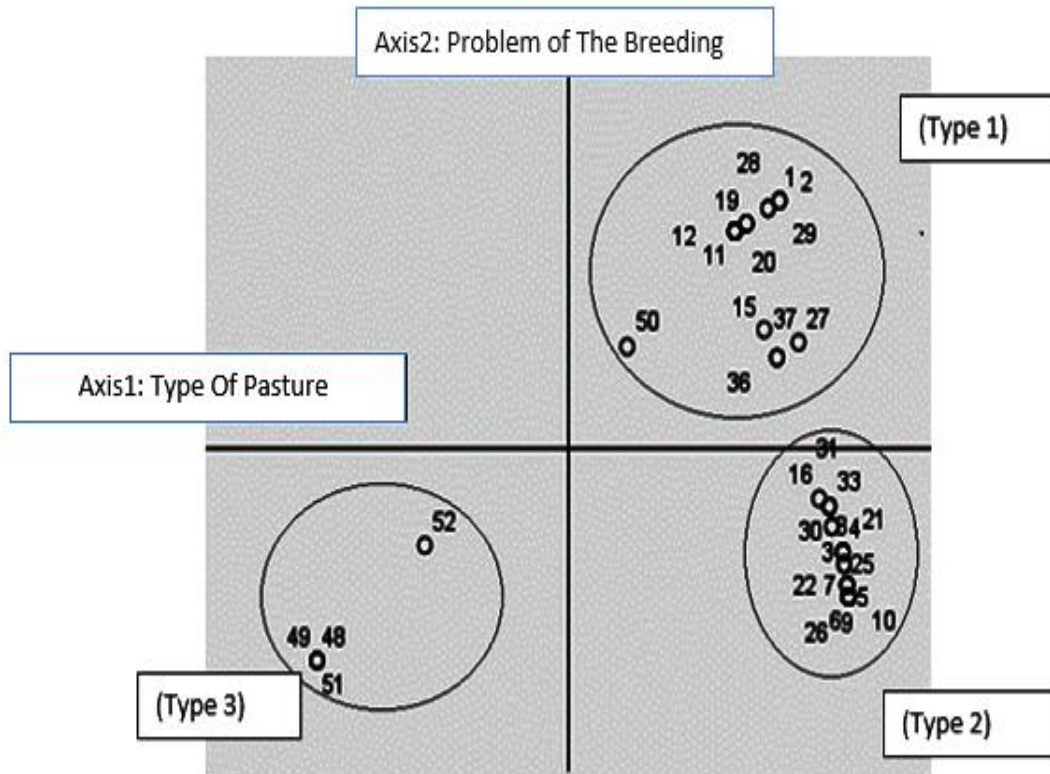 Axis2: Problem of The Breeding
(Type 1)
28 1 2
19
12 29
11 20
15 37 27
50
36
Axis1: Type Of Pasture
31
16 33
30 21
52
3 25
22 7 5
49 48 26 69 10
51
(Type 3)
(Type 2)